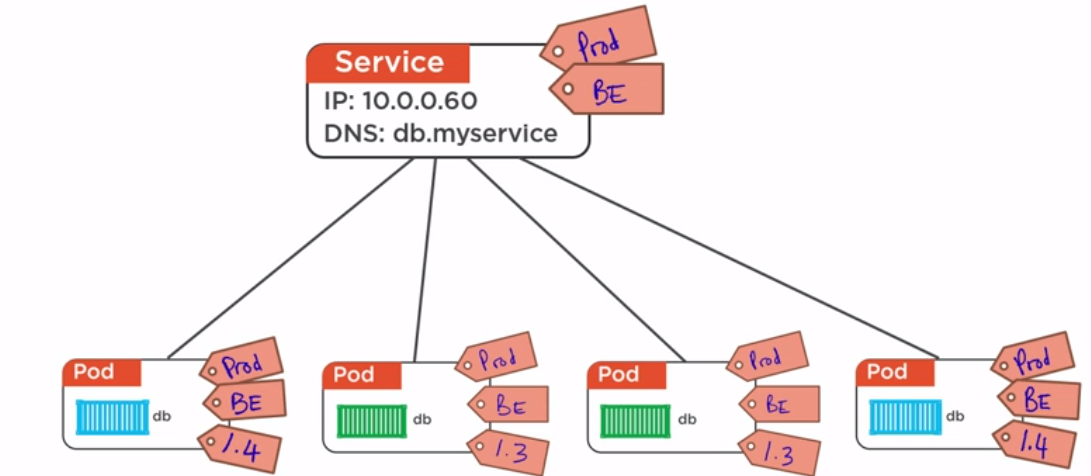 Service
IP: 10.0.0.60
DNS: db.myservice
Prod
BE
Pod
db
Prod
BE
1.4
Pod
db
Prod
BE
1.3
Pod
db
Prod
BE
1.3
Pod
db
Prod
BE
1.4